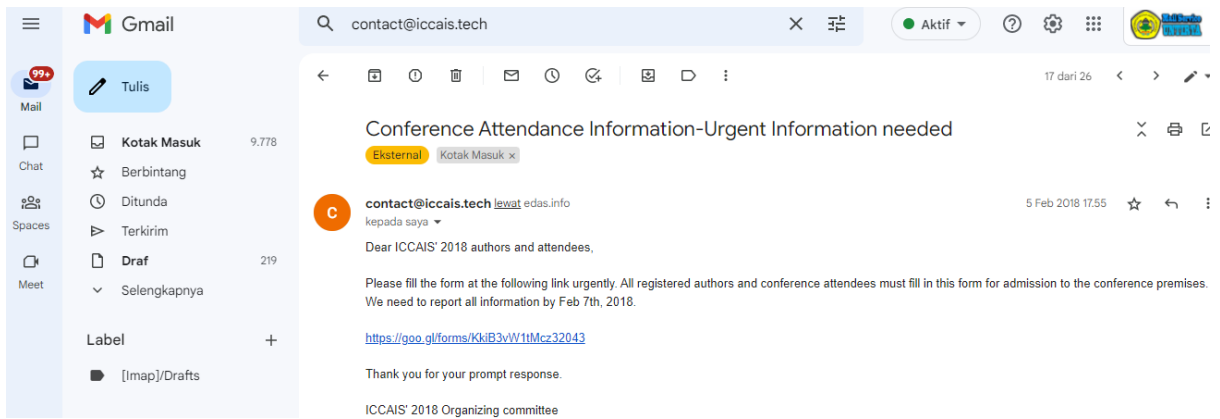 Gmail
contact@iccais.tech
Aktif
99+
Mail
Tulis
17 dari 26
Chat
Kotak Masuk 9.778
Berbintang
Spaces
Ditunda
Terkirim
Meet
Draf 219
Selengkapnya
Label
[Imap]/Drafts
Conference Attendance Information-Urgent Information needed
Eksternal Kotak Masuk ×
C
contact@iccais.tech lewat edas.info 5 Feb 2018 17.55
kepada saya
Dear ICCAIS' 2018 authors and attendees,
Please fill the form at the following link urgently. All registered authors and conference attendees must fill in this form for admission to the conference premises.
We need to report all information by Feb 7th, 2018.
https://goo.gl/forms/KkiB3vW1tMcz32043
Thank you for your prompt response.
ICCAIS' 2018 Organizing committee